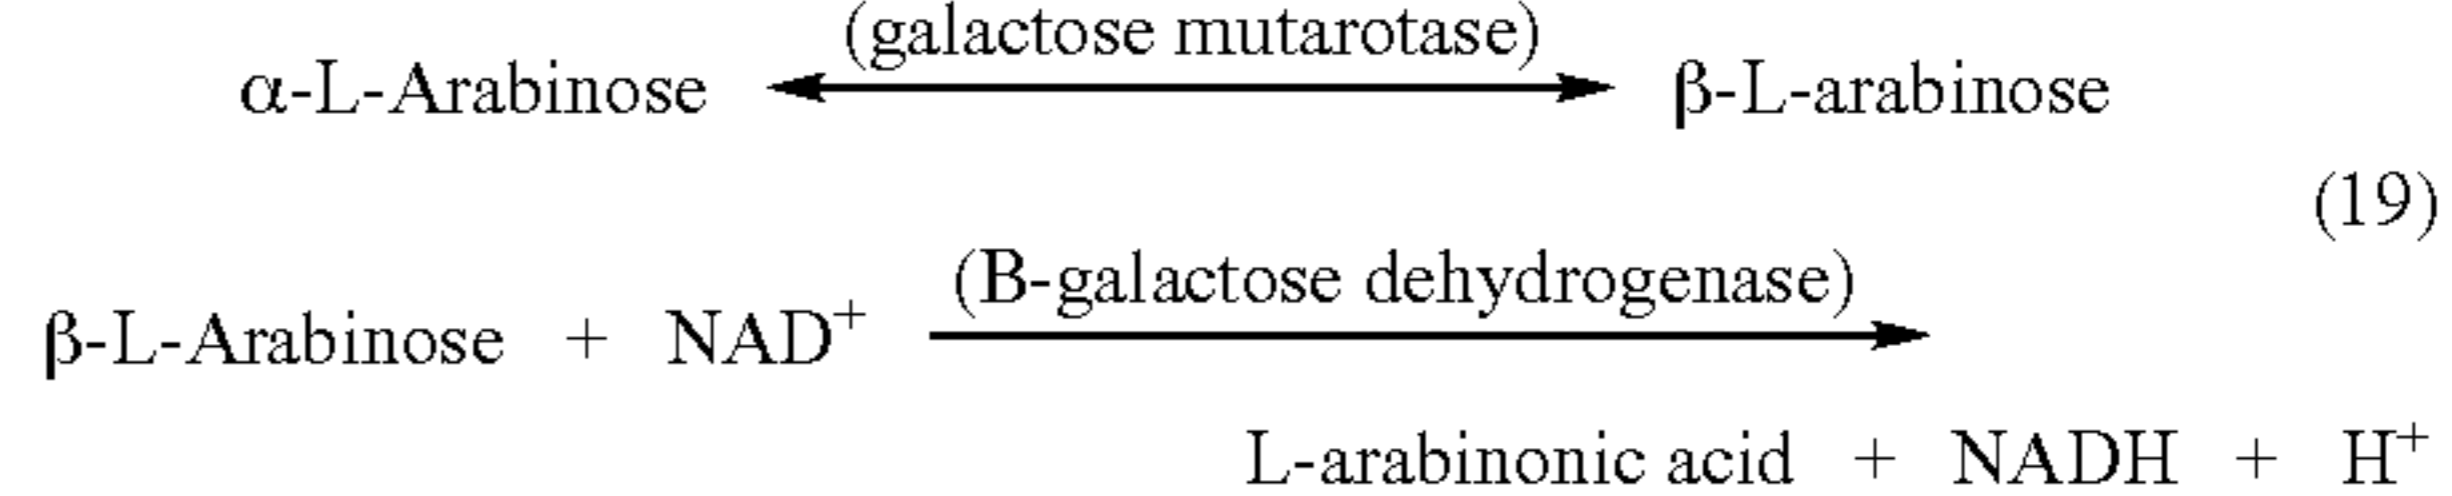 (galactose mutarotase)
α-L-Arabinose β-L-arabinose
(19)
(B-galactose dehydrogenase)
β-L-Arabinose + NAD⁺
L-arabinonic acid + NADH + H⁺